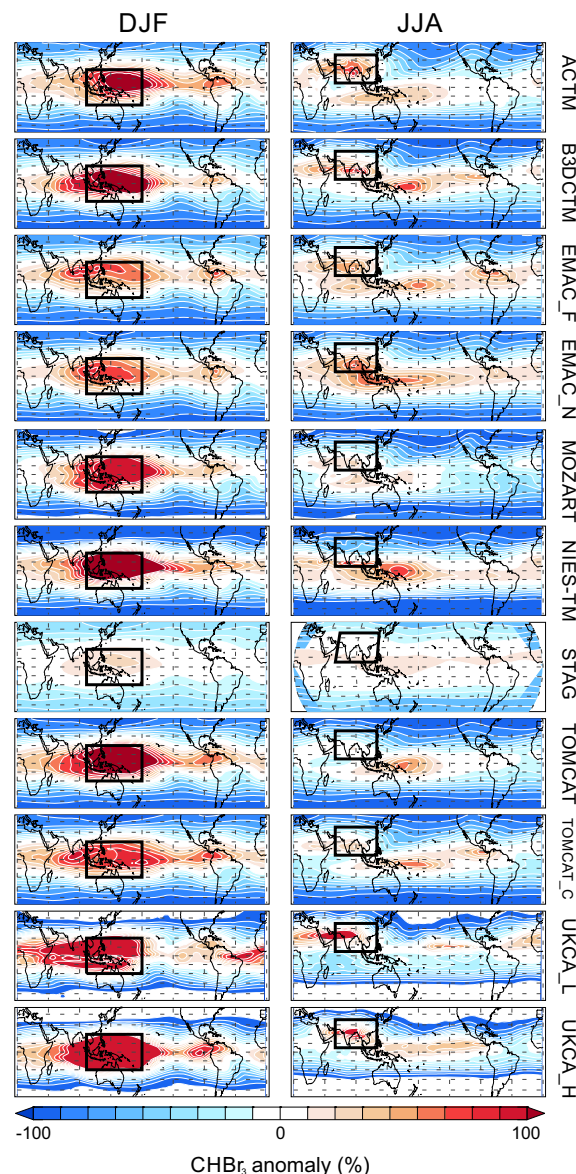 DJF JJA
ACTM
B3DCTM
EMAC_F
EMAC_N
MOZART
NIES-TM
STAG
TOMCAT
TOMCAT_C
UKCA_L
UKCA_H
-100 0 100
CHBr₃ anomaly (%)